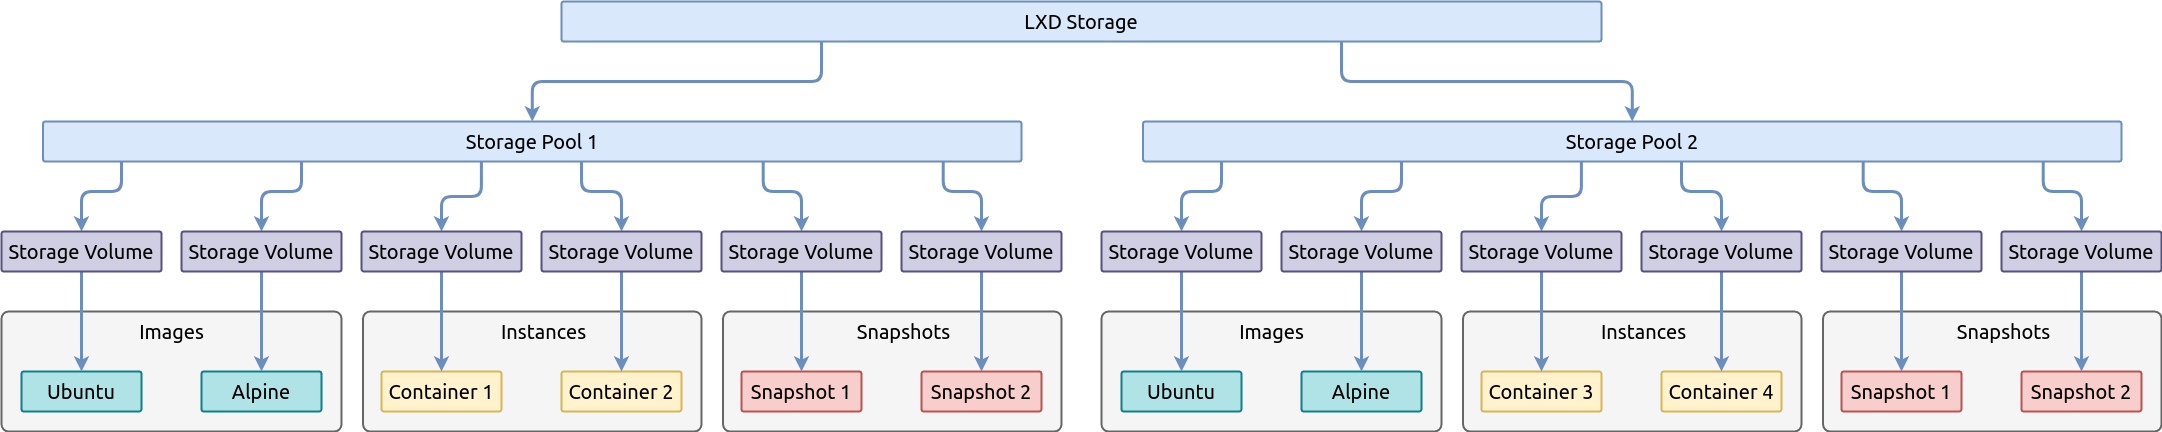 LXD Storage
Storage Pool 1
Storage Pool 2
Storage Volume
Storage Volume
Storage Volume
Storage Volume
Storage Volume
Storage Volume
Storage Volume
Storage Volume
Storage Volume
Storage Volume
Storage Volume
Storage Volume
Images
Instances
Snapshots
Images
Instances
Snapshots
Ubuntu
Alpine
Container 1
Container 2
Snapshot 1
Snapshot 2
Ubuntu
Alpine
Container 3
Container 4
Snapshot 1
Snapshot 2